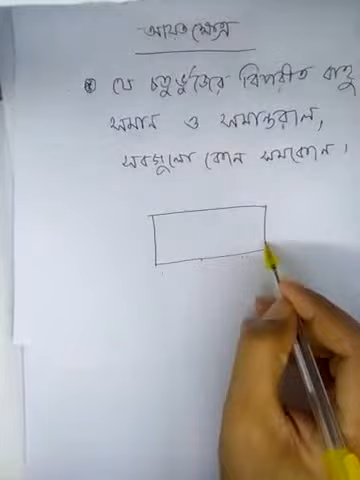 আয়তক্ষেত্র
যে চতুর্ভুজের বিপরীত বাহু
সমান ও সমান্তরাল,
সবগুলো কোন সমকোন।